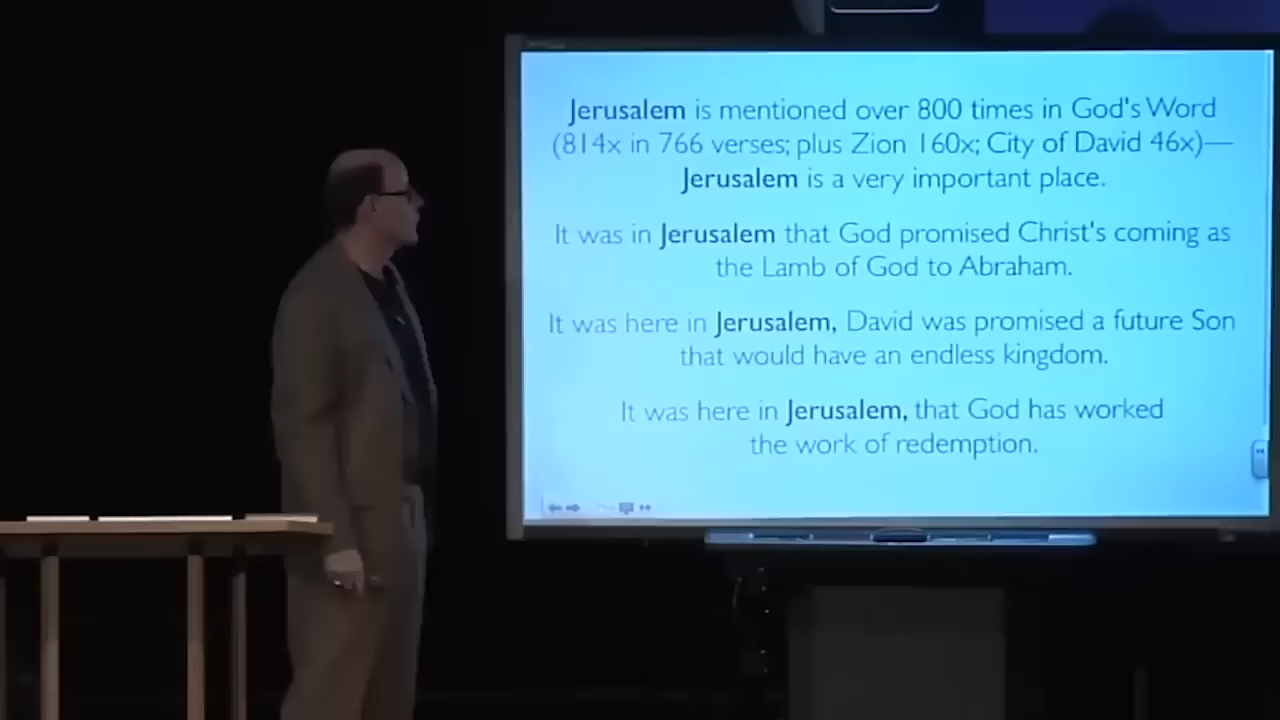 Jerusalem is mentioned over 800 times in God's Word
(814x in 766 verses; plus Zion 160x; City of David 46x)—
Jerusalem is a very important place.
It was in Jerusalem that God promised Christ's coming as
the Lamb of God to Abraham.
It was here in Jerusalem, David was promised a future Son
that would have an endless kingdom.
It was here in Jerusalem, that God has worked
the work of redemption.